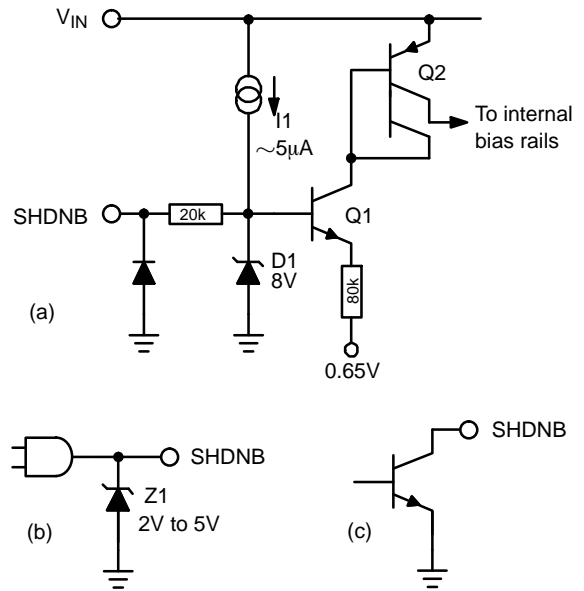 VIN
Q2
I1
To internal
bias rails
~5µA
SHDNB
20k
Q1
D1
8V
80k
(a)
0.65V
SHDNB
SHDNB
Z1
2V to 5V
(b)
(c)